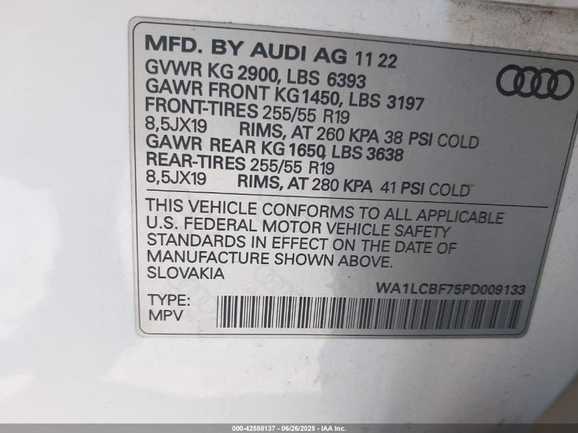 MFD. BY AUDI AG 11 22
GVWR KG 2900, LBS 6393
GAWR FRONT KG 1450, LBS 3197
FRONT-TIRES 255/55 R19
8,5JX19 RIMS, AT 260 KPA 38 PSI COLD
GAWR REAR KG 1650, LBS 3638
REAR-TIRES 255/55 R19
8,5JX19 RIMS, AT 280 KPA 41 PSI COLD
THIS VEHICLE CONFORMS TO ALL APPLICABLE
U.S. FEDERAL MOTOR VEHICLE SAFETY
STANDARDS IN EFFECT ON THE DATE OF
MANUFACTURE SHOWN ABOVE.
SLOVAKIA
WA1LCBF75PD009133
TYPE:
MPV
000-42598137 - 06/26/2025 - IAA Inc.